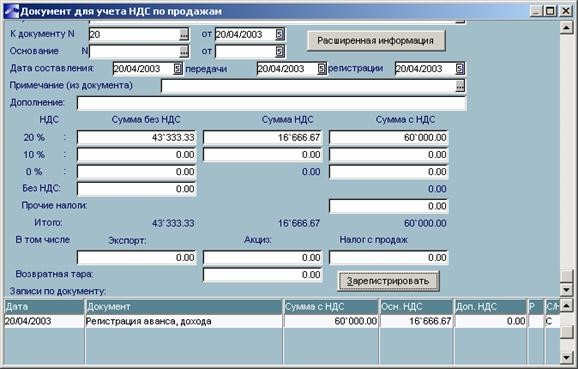 Документ для учета НДС по продажам
К документу N 20 ... от 20/04/2003
Расширенная информация
Основание N ... от
Дата составления: 20/04/2003 передачи 20/04/2003 регистрации 20/04/2003
Примечание (из документа) ...
Дополнение:
НДС Сумма без НДС Сумма НДС Сумма с НДС
20 % : 43`333.33 16`666.67 60`000.00
10 % : 0.00 0.00 0.00
0 % : 0.00 0.00 0.00
Без НДС: 0.00 0.00
Прочие налоги: 0.00
Итого: 43`333.33 16`666.67 60`000.00
В том числе Экспорт: Акциз: Налог с продаж
0.00 0.00 0.00
Возвратная тара: 0.00
Зарегистрировать
Записи по документу:
Дата Документ Сумма с НДС Осн. НДС Доп. НДС Р С/Н
20/04/2003 Регистрация аванса, дохода 60`000.00 16`666.67 0.00 С